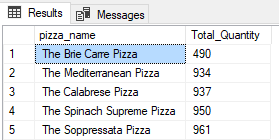 Results Messages
pizza_name Total_Quantity
1 The Brie Carre Pizza 490
2 The Mediterranean Pizza 934
3 The Calabrese Pizza 937
4 The Spinach Supreme Pizza 950
5 The Soppressata Pizza 961